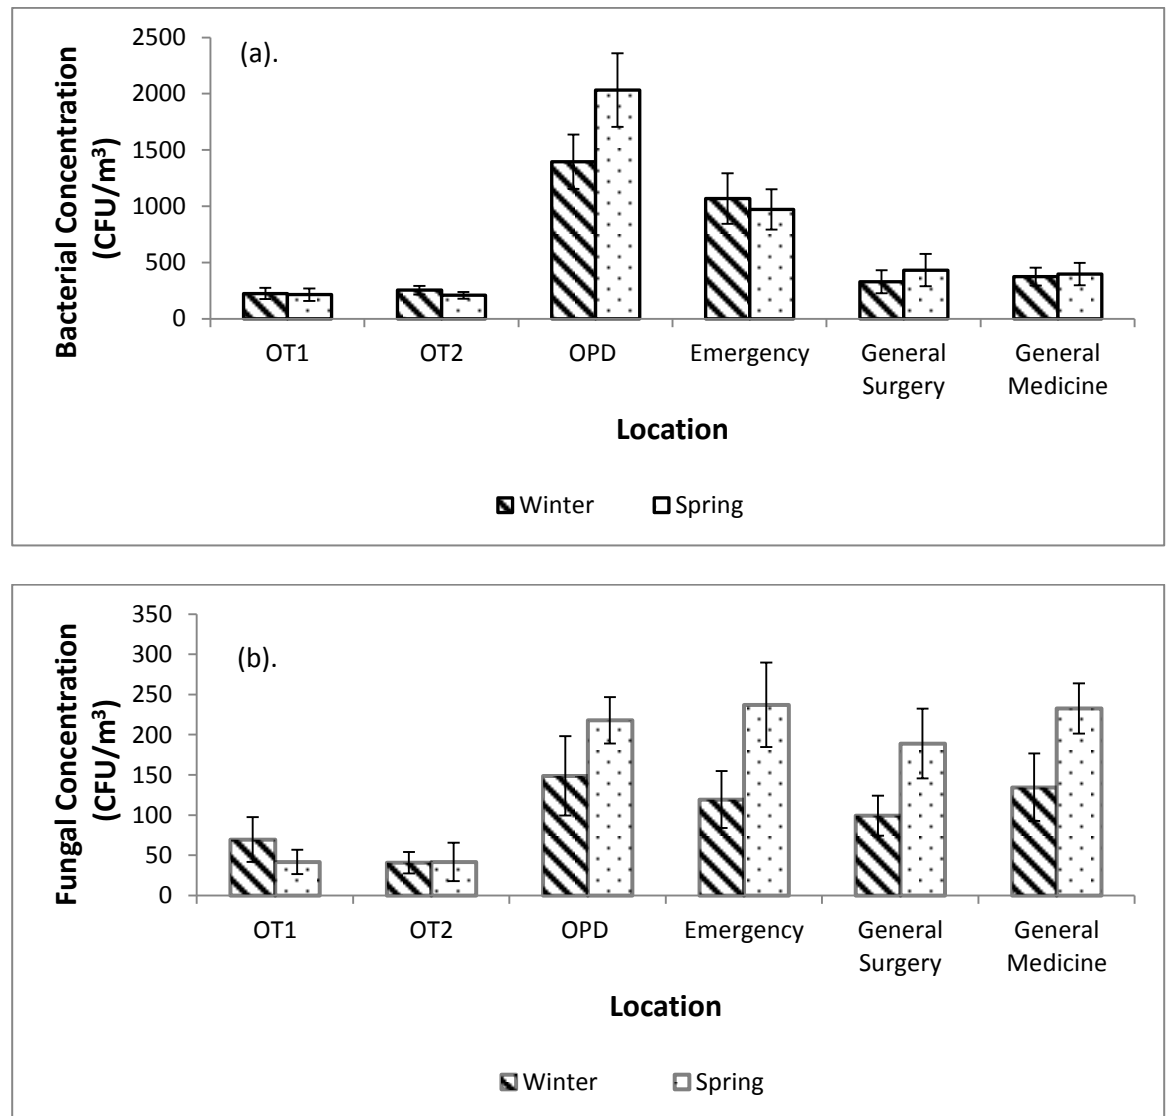 (a).
Bacterial Concentration
(CFU/m³)
2500
2000
1500
1000
500
0
OT1 OT2 OPD Emergency General Surgery General Medicine
Location
Winter Spring
(b).
Fungal Concentration
(CFU/m³)
350
300
250
200
150
100
50
0
OT1 OT2 OPD Emergency General Surgery General Medicine
Location
Winter Spring